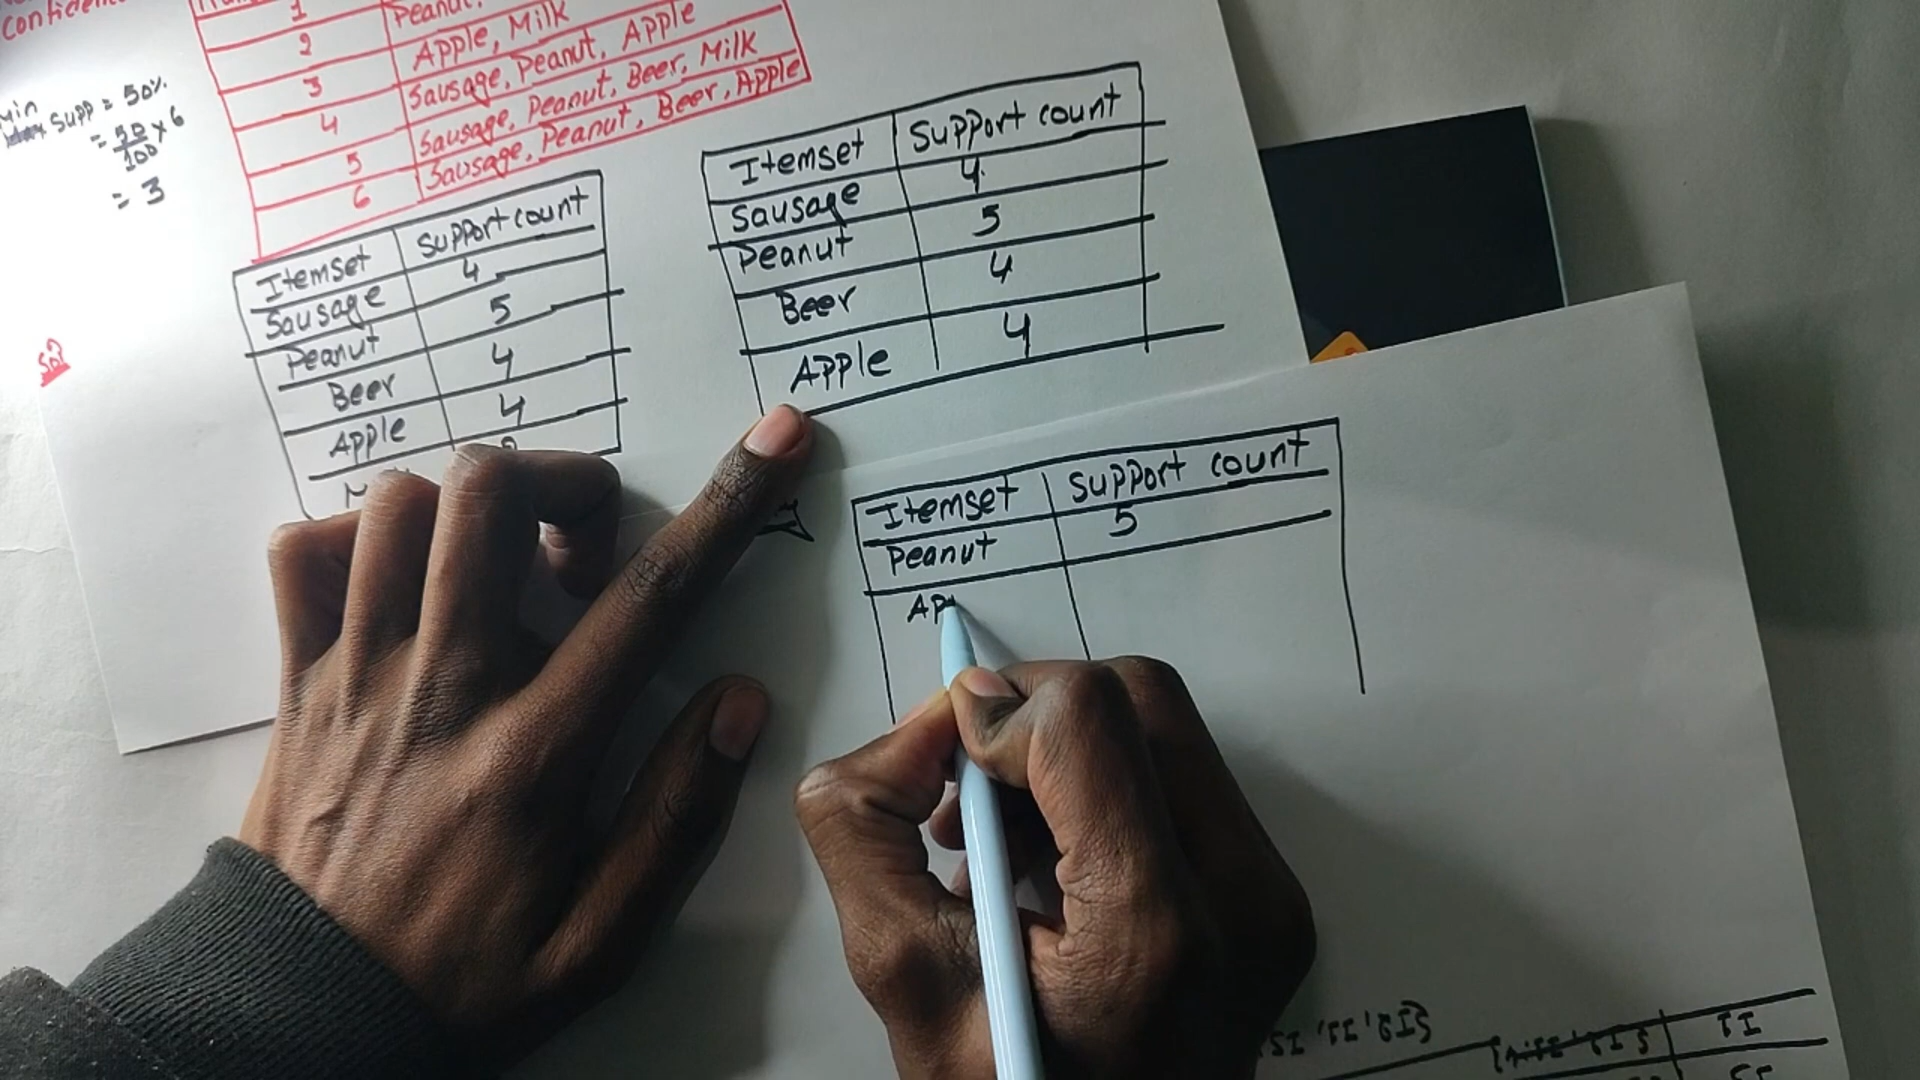 Confidence
1 Peanut,
2 Apple, Milk
3 Sausage, Peanut, Apple
4 Sausage, Peanut, Beer, Milk
5 Sausage, Peanut, Beer, Apple
6
Min
Supp = 50%
= 50/100 x 6
= 3
Itemset Support count
Sausage 4
Peanut 5
Beer 4
Apple 4
Itemset Support count
Sausage 4
Peanut 5
Beer 4
Apple 4
Itemset Support count
Peanut 5
AP